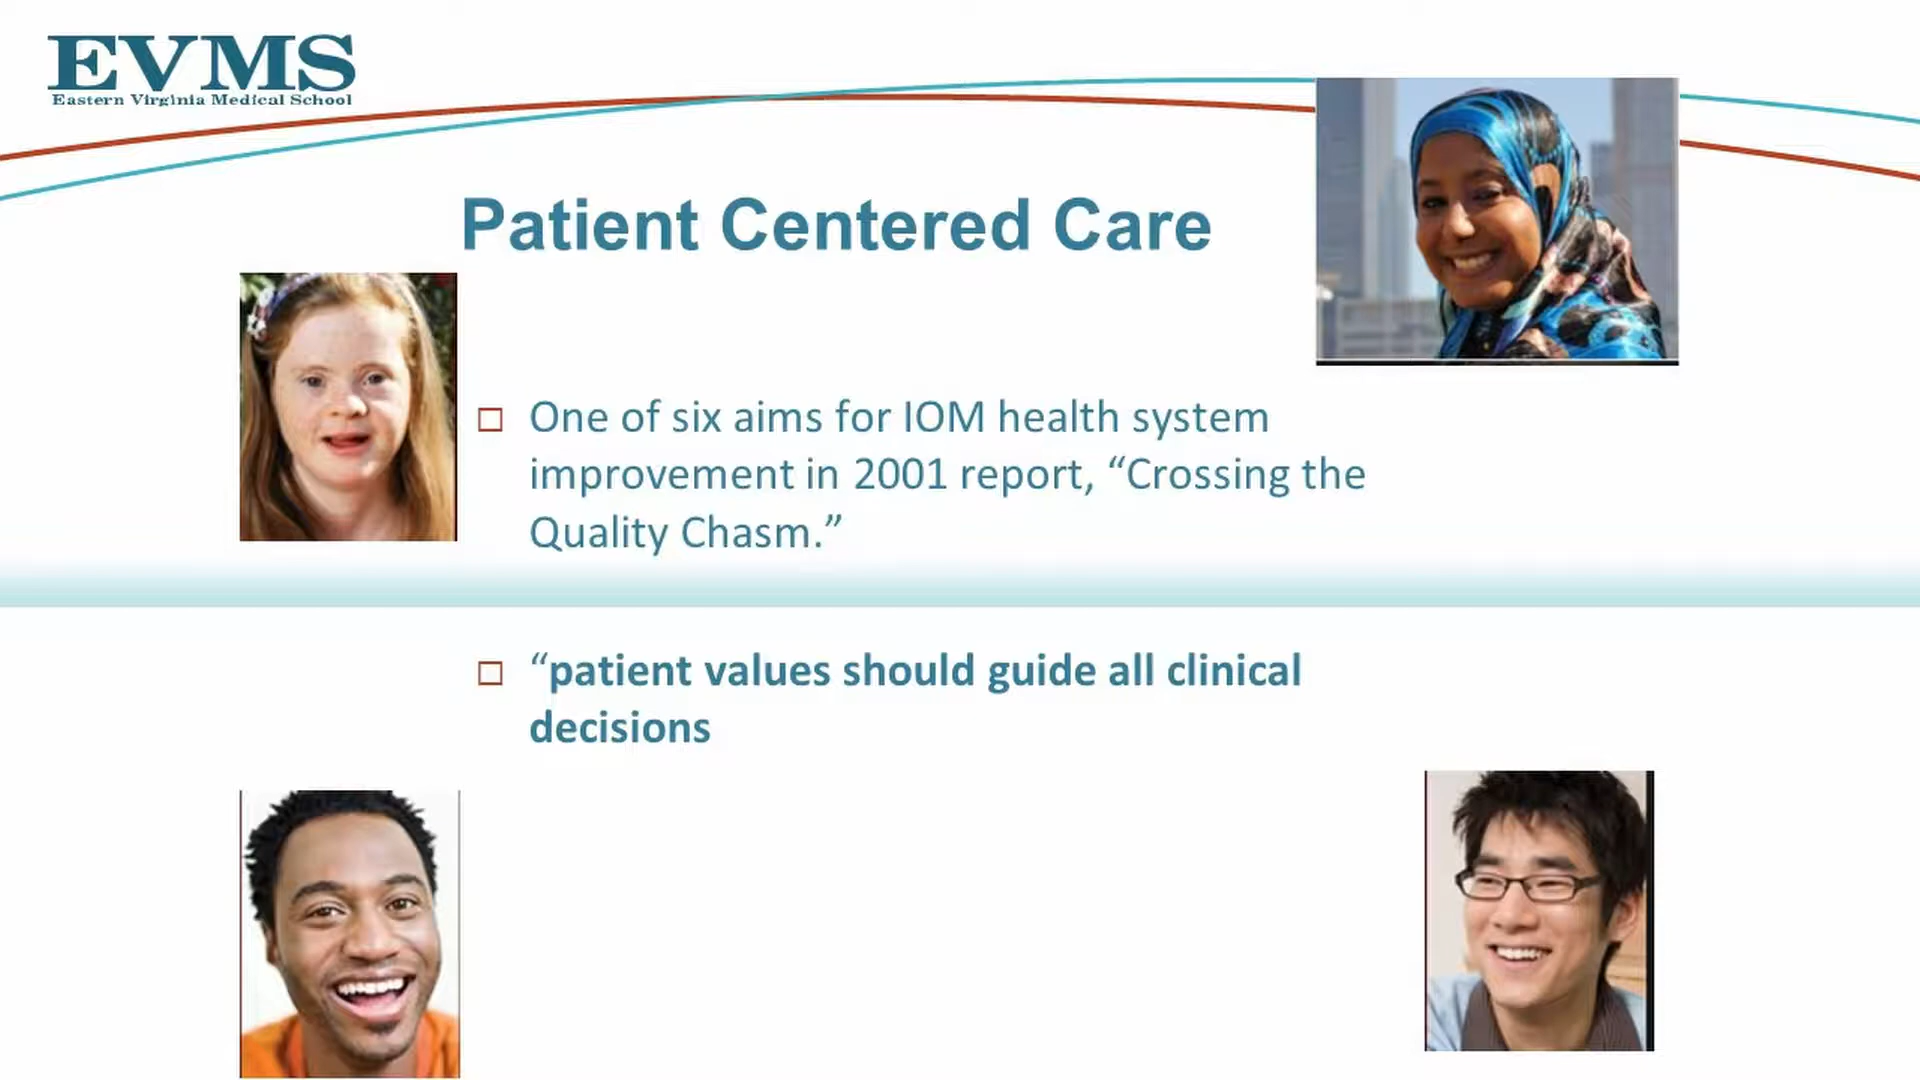 EVMS
Eastern Virginia Medical School
Patient Centered Care
One of six aims for IOM health system
improvement in 2001 report, “Crossing the
Quality Chasm.”
“patient values should guide all clinical
decisions